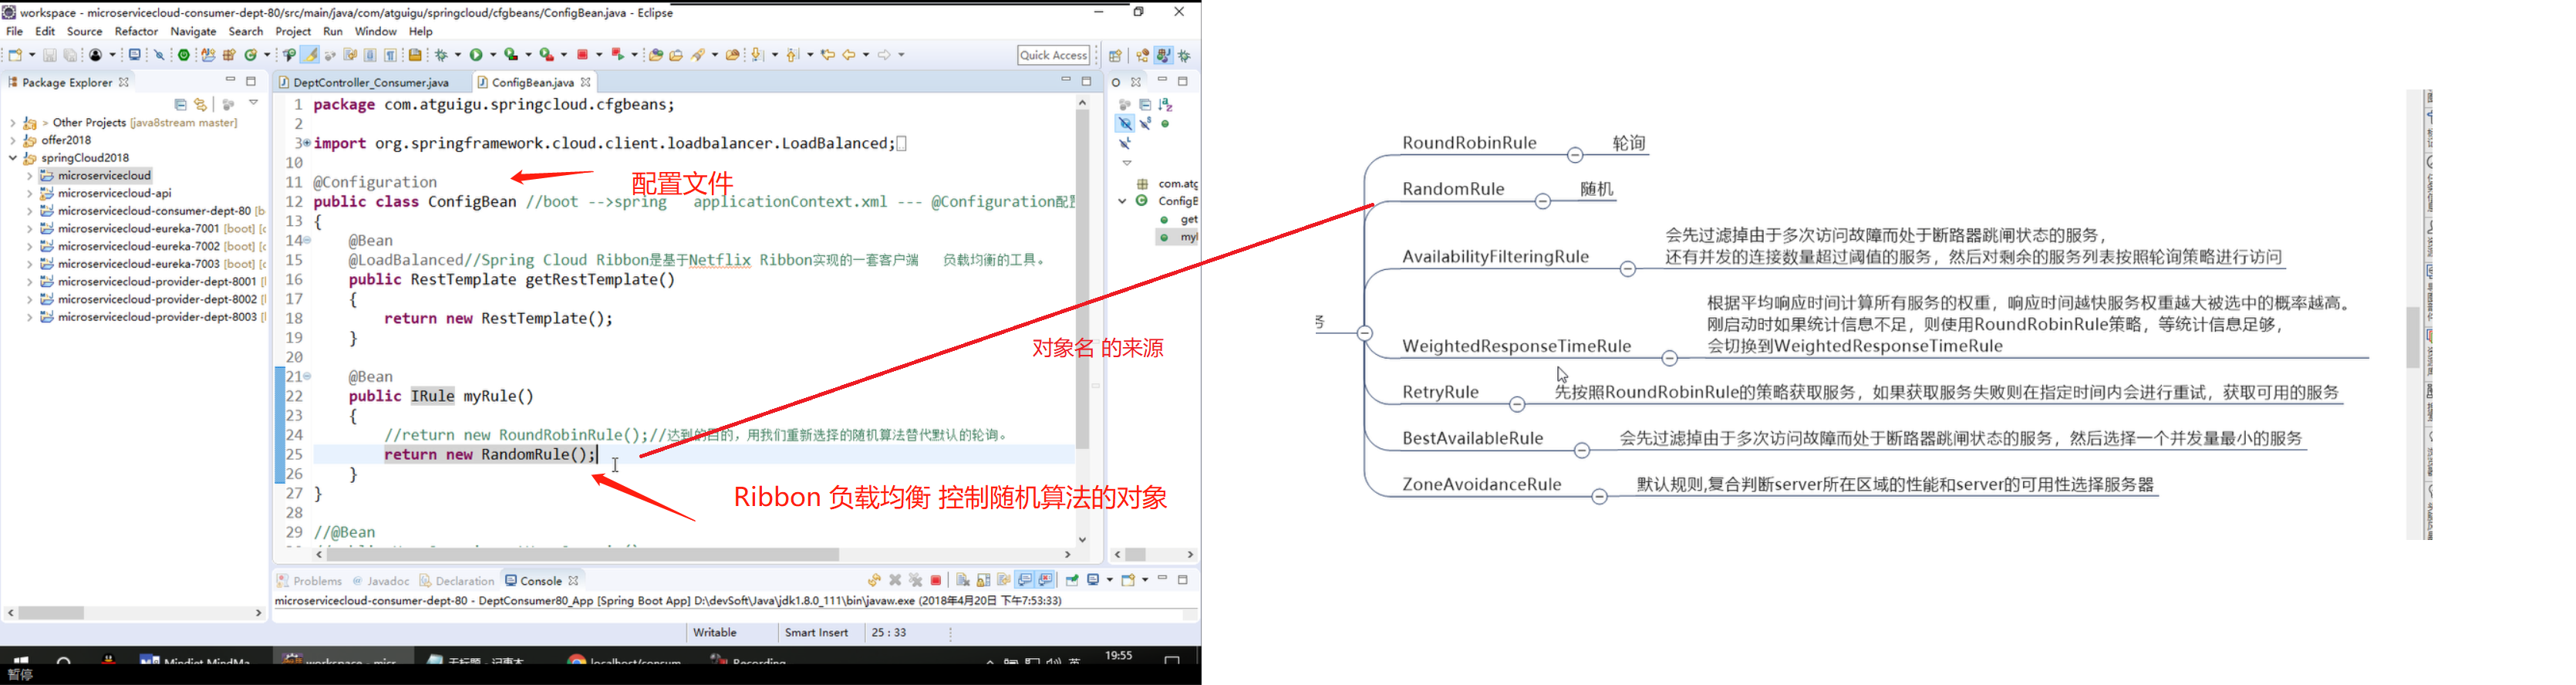 workspace - microservicecloud-consumer-dept-80/src/main/java/com/atguigu/springcloud/cfgbeans/ConfigBean.java - Eclipse
File Edit Source Refactor Navigate Search Project Run Window Help
Quick Access
Package Explorer
> Other Projects [java8stream master]
offer2018
springCloud2018
microservicecloud
microservicecloud-api
microservicecloud-consumer-dept-80 [b
microservicecloud-eureka-7001 [boot] [c
microservicecloud-eureka-7002 [boot] [c
microservicecloud-eureka-7003 [boot] [c
microservicecloud-provider-dept-8001 [
microservicecloud-provider-dept-8002 [
microservicecloud-provider-dept-8003 [
DeptController_Consumer.java
ConfigBean.java
1 package com.atguigu.springcloud.cfgbeans;
2
3 import org.springframework.cloud.client.loadbalancer.LoadBalanced;
10
11 @Configuration
12 public class ConfigBean //boot -->spring applicationContext.xml --- @Configuration配
13 {
14 @Bean
15 @LoadBalanced//Spring Cloud Ribbon是基于Netflix Ribbon实现的一套客户端 负载均衡的工具。
16 public RestTemplate getRestTemplate()
17 {
18 return new RestTemplate();
19 }
20
21 @Bean
22 public IRule myRule()
23 {
24 //return new RoundRobinRule();//达到的目的，用我们重新选择的随机算法替代默认的轮询。
25 return new RandomRule();
26 }
27 }
28
29 //@Bean
配置文件
对象名 的来源
Ribbon 负载均衡 控制随机算法的对象
com.atg
ConfigB
get
myl
Problems @ Javadoc Declaration Console
microservicecloud-consumer-dept-80 - DeptConsumer80_App [Spring Boot App] D:\devSoft\Java\jdk1.8.0_111\bin\javaw.exe (2018年4月20日 下午7:53:33)
Writable Smart Insert 25 : 33
19:55
暂停
RoundRobinRule 轮询
RandomRule 随机
AvailabilityFilteringRule
会先过滤掉由于多次访问故障而处于断路器跳闸状态的服务，
还有并发的连接数量超过阈值的服务，然后对剩余的服务列表按照轮询策略进行访问
WeightedResponseTimeRule
根据平均响应时间计算所有服务的权重，响应时间越快服务权重越大被选中的概率越高。
刚启动时如果统计信息不足，则使用RoundRobinRule策略，等统计信息足够，
会切换到WeightedResponseTimeRule
RetryRule 先按照RoundRobinRule的策略获取服务，如果获取服务失败则在指定时间内会进行重试，获取可用的服务
BestAvailableRule 会先过滤掉由于多次访问故障而处于断路器跳闸状态的服务，然后选择一个并发量最小的服务
ZoneAvoidanceRule 默认规则,复合判断server所在区域的性能和server的可用性选择服务器